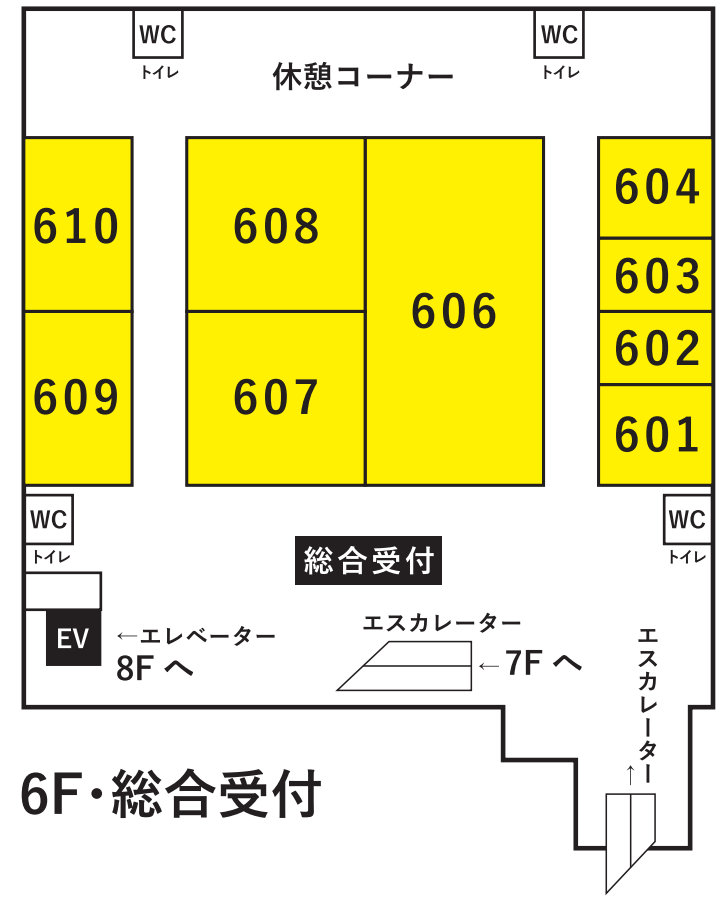 WC
トイレ
WC
トイレ
休憩コーナー
610
608
606
604
603
602
601
609
607
WC
トイレ
WC
トイレ
総合受付
EV
←エレベーター
8F へ
エスカレーター
←7F へ
エスカレーター
↑
6F・総合受付